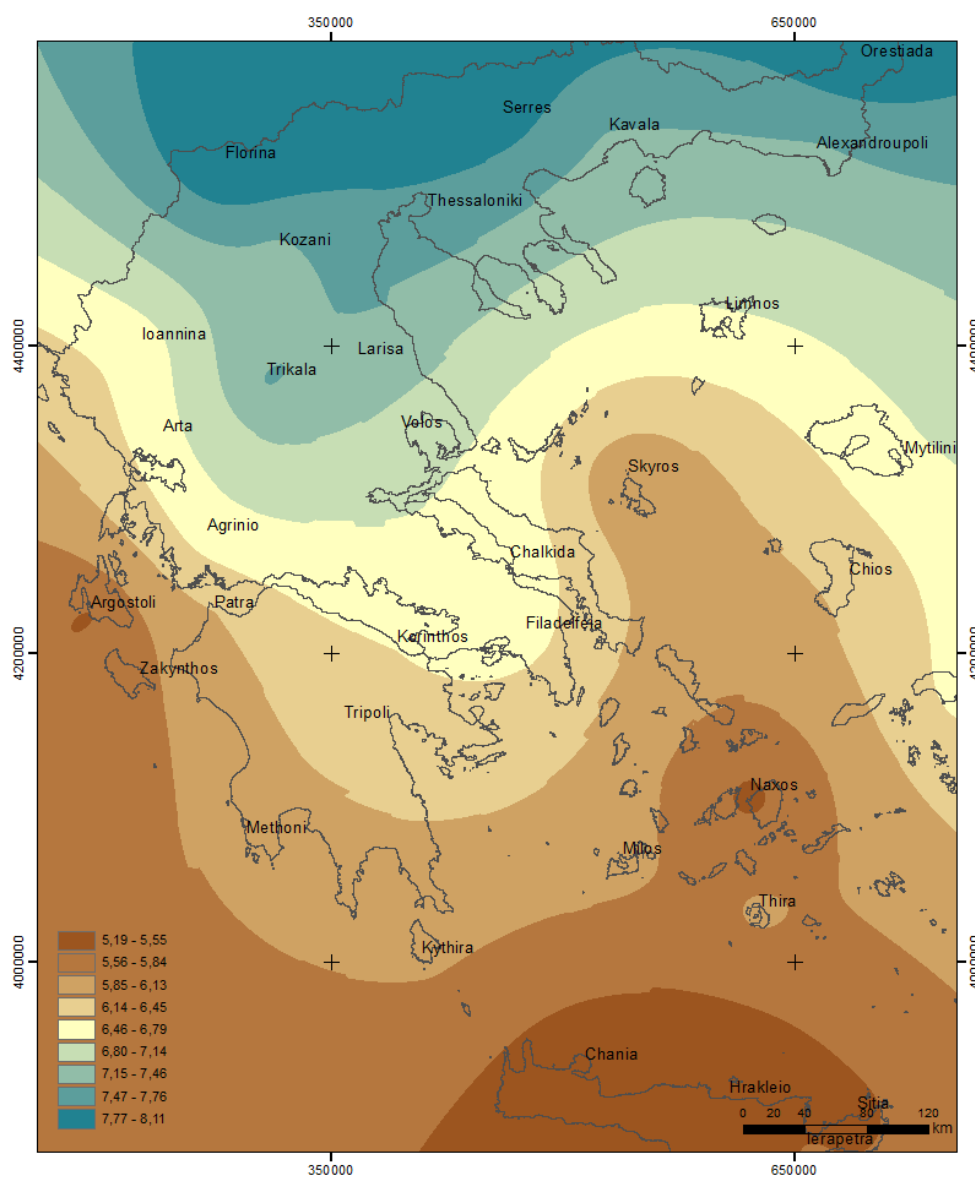 350000 650000
Orestiada
Serres
Kavala
Alexandroupoli
Florina
Thessaloniki
Kozani
Limnos
Ioannina
Larisa
4400000 4400000
Trikala
Arta
Volos
Mytilini
Skyros
Agrinio
Chalkida
Chios
Argostoli
Patra
Filadelfeia
Korinthos
4200000 4200000
Zakynthos
Tripoli
Naxos
Methoni
Milos
Thira
Kythira
4000000 4000000
5,19 - 5,55
5,56 - 5,84
5,85 - 6,13
6,14 - 6,45
6,46 - 6,79
6,80 - 7,14
7,15 - 7,46
7,47 - 7,76
7,77 - 8,11
Chania
Hrakleio
Sitia
0 20 40 80 120
km
Ierapetra
350000 650000